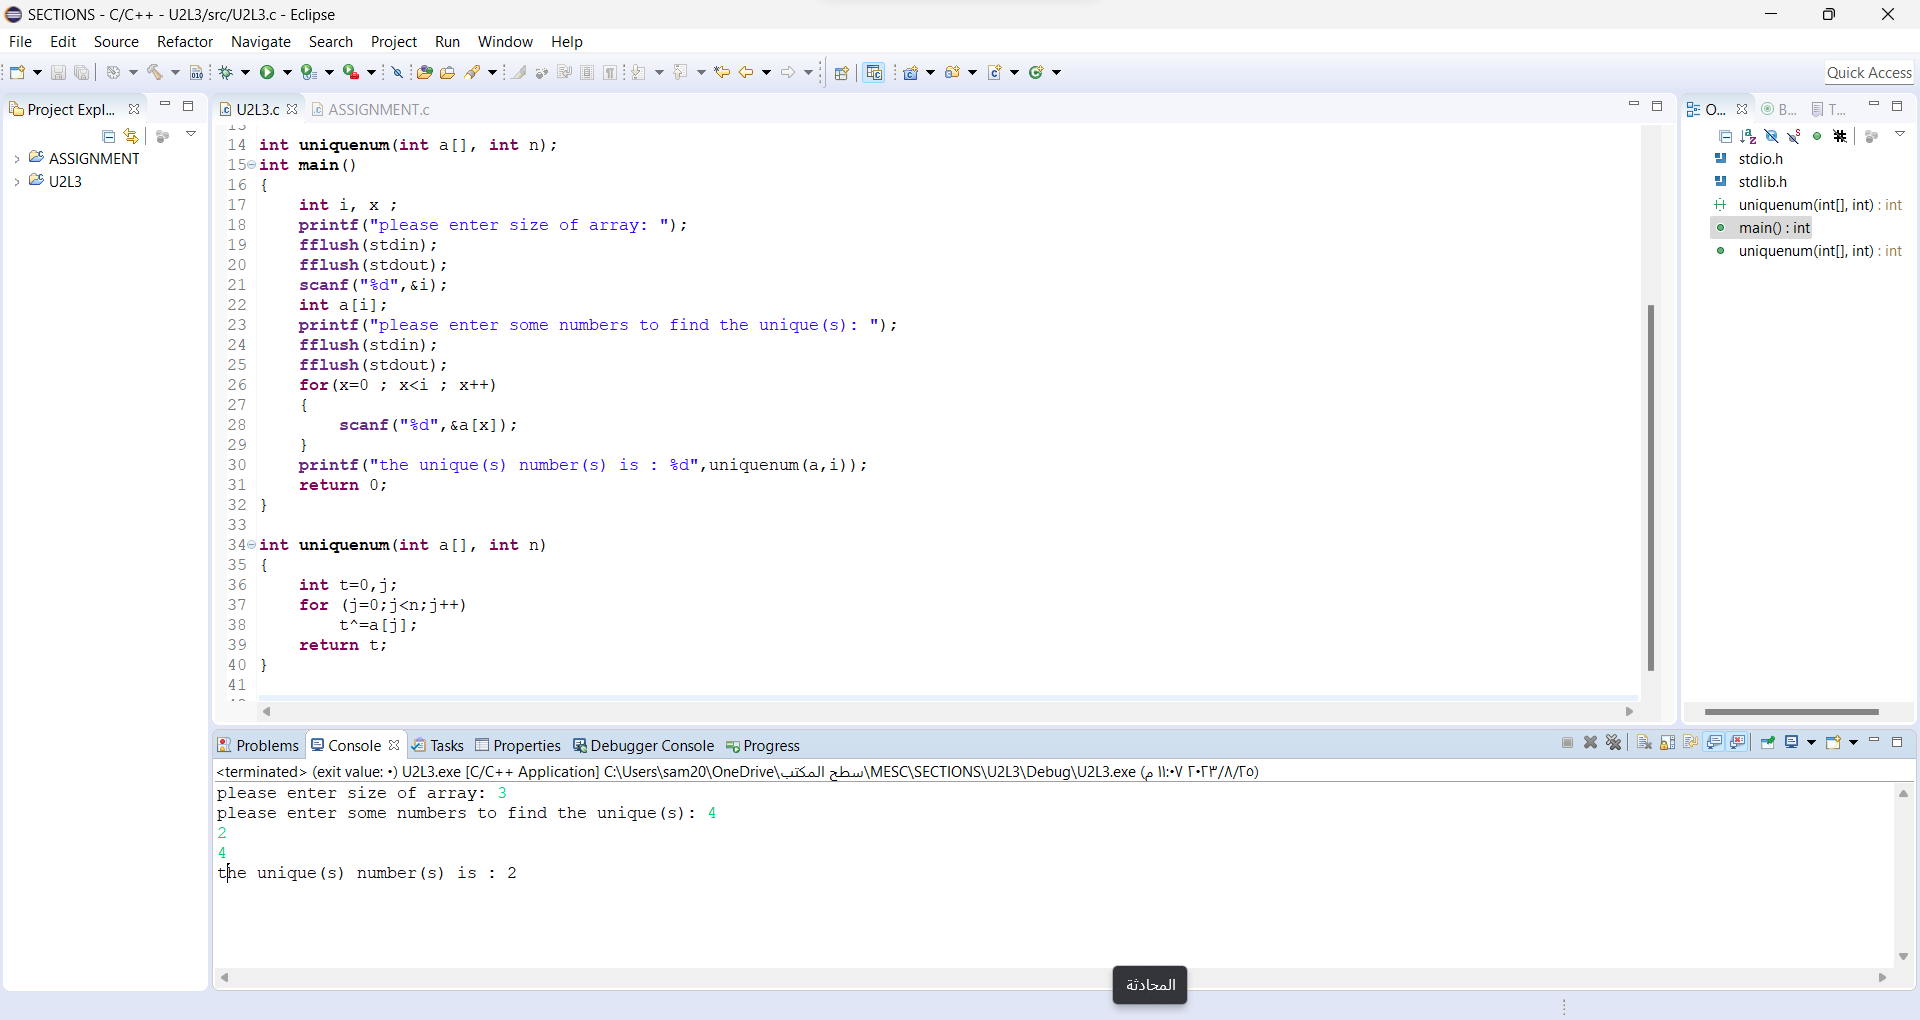 SECTIONS - C/C++ - U2L3/src/U2L3.c - Eclipse
File Edit Source Refactor Navigate Search Project Run Window Help
Quick Access
Project Expl...
ASSIGNMENT
U2L3
U2L3.c
ASSIGNMENT.c
14 int uniquenum(int a[], int n);
15 int main()
16 {
17 int i, x ;
18 printf("please enter size of array: ");
19 fflush(stdin);
20 fflush(stdout);
21 scanf("%d",&i);
22 int a[i];
23 printf("please enter some numbers to find the unique(s): ");
24 fflush(stdin);
25 fflush(stdout);
26 for(x=0 ; x<i ; x++)
27 {
28 scanf("%d",&a[x]);
29 }
30 printf("the unique(s) number(s) is : %d",uniquenum(a,i));
31 return 0;
32 }
33
34 int uniquenum(int a[], int n)
35 {
36 int t=0,j;
37 for (j=0;j<n;j++)
38 t^=a[j];
39 return t;
40 }
41
O... B... T...
stdio.h
stdlib.h
uniquenum(int[], int) : int
main() : int
uniquenum(int[], int) : int
Problems Console Tasks Properties Debugger Console Progress
<terminated> (exit value: ٠) U2L3.exe [C/C++ Application] C:\Users\sam20\OneDrive\سطح المكتب\MESC\SECTIONS\U2L3\Debug\U2L3.exe (٢٠٢٣/٨/٢٥ ١١:٠٧ م)
please enter size of array: 3
please enter some numbers to find the unique(s): 4
2
4
the unique(s) number(s) is : 2
المحادثة